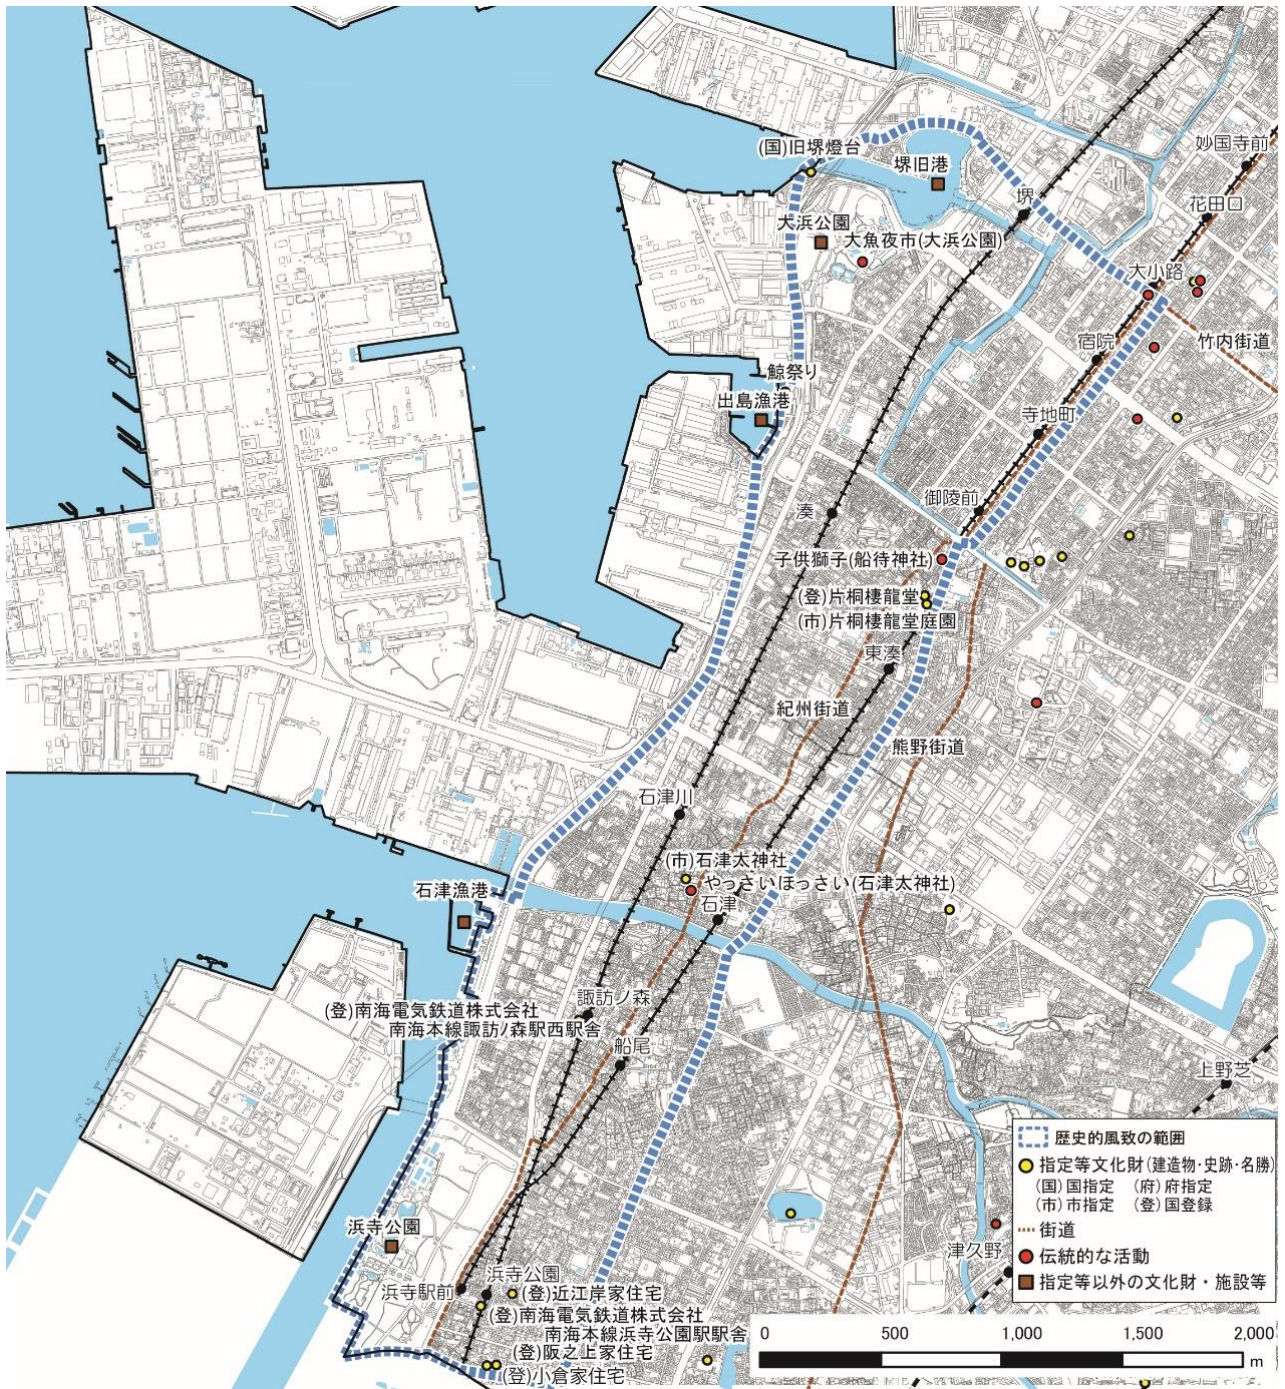 妙国寺前
(国)旧堺燈台
堺旧港
堺
花田口
大浜公園
大魚夜市(大浜公園)
大小路
竹内街道
宿院
鯨祭り
出島漁港
寺地町
御陵前
湊
子供獅子(船待神社)
(登)片桐棲龍堂
(市)片桐棲龍堂庭園
東湊
紀州街道
熊野街道
石津川
(市)石津太神社
やっさいほっさい(石津太神社)
石津漁港
石津
諏訪ノ森
(登)南海電気鉄道株式会社
南海本線諏訪ノ森駅西駅舎
船尾
上野芝
歴史的風致の範囲
指定等文化財(建造物・史跡・名勝)
(国)国指定 (府)府指定
(市)市指定 (登)国登録
街道
伝統的な活動
指定等以外の文化財・施設等
津久野
浜寺公園
浜寺駅前
浜寺公園
(登)近江岸家住宅
(登)南海電気鉄道株式会社
南海本線浜寺公園駅駅舎
(登)阪之上家住宅
(登)小倉家住宅
0 500 1,000 1,500 2,000
m